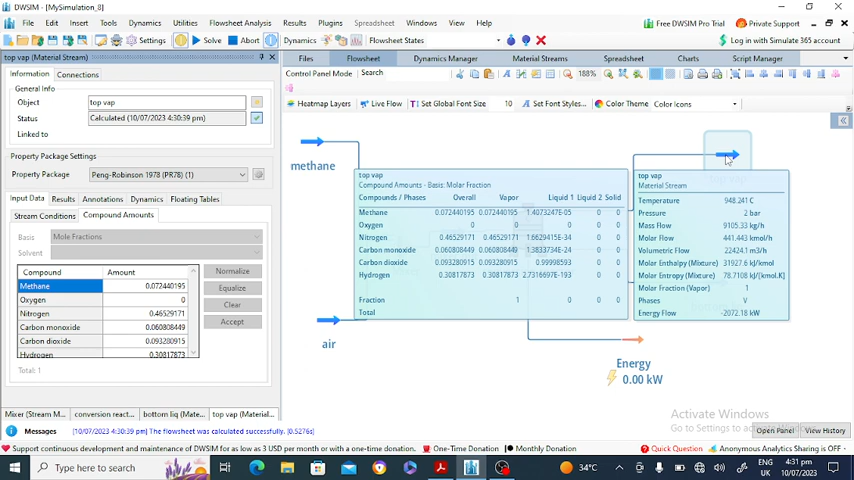 DWSIM - [MySimulation_8]
File Edit Tools Dynamics Utilities Flowsheet Analysis Results Plugins Spreadsheet Windows View Help
Free DWSIM Pro Trial Private Support
Settings Solve Abort Dynamics Flowsheet States
Log in with Simulate 365 account
top vap (Material Stream)
Files Flowsheet Dynamics Manager Material Streams Spreadsheet Charts Script Manager
Information Connections
Control Panel Mode Search 188%
General Info
Object top vap
Heatmap Layers Live Flow Set Global Font Size 10 Set Font Styles... Color Theme Color Icons
Status Calculated (10/07/2023 4:30:39 pm)
Linked to
Property Package Settings
Property Package Peng-Robinson 1978 (PR78) (1)
Input Data Results Annotations Dynamics Floating Tables
Stream Conditions Compound Amounts
Basis Mole Fractions
Solvent
Compound Amount
Methane 0.072440195
Oxygen 0
Nitrogen 0.46529171
Carbon monoxide 0.060808449
Carbon dioxide 0.093280915
Hydrogen 0.30817873
Normalize
Equalize
Clear
Accept
Total: 1
methane
top vap
Compound Amounts - Basis: Molar Fraction
Compounds / Phases Overall Vapor Liquid 1 Liquid 2 Solid
Methane 0.072440195 0.072440195 1.4073247E-05 0 0
Oxygen 0 0 0 0 0
Nitrogen 0.46529171 0.46529171 1.6629415E-34 0 0
Carbon monoxide 0.060808449 0.060808449 1.3833724E-24 0 0
Carbon dioxide 0.093280915 0.093280915 0.99998593 0 0
Hydrogen 0.30817873 0.30817873 2.7316697E-193 0 0
Fraction 1 0 0 0
Total
top vap
Material Stream
Temperature 948.241 C
Pressure 2 bar
Mass Flow 9105.33 kg/h
Molar Flow 441.443 kmol/h
Volumetric Flow 22424.1 m3/h
Molar Enthalpy (Mixture) 31927.6 kJ/kmol
Molar Entropy (Mixture) 78.7108 kJ/[kmol.K]
Molar Fraction (Vapor) 1
Phases V
Energy Flow -2072.18 kW
air
Energy
0.00 kW
Activate Windows
Go to Settings to activate
Mixer (Stream M... conversion react... bottom liq (Mate... top vap (Material...
Messages [10/07/2023 4:30:39 pm] The flowsheet was calculated successfully. [0.5276s]
Open Panel View History
Support continuous development and maintenance of DWSIM for as low as 3 USD per month or with a one-time donation. One-Time Donation Monthly Donation
Quick Question Anonymous Analytics Sharing is OFF
Type here to search
34°C
ENG
UK
4:31 pm
10/07/2023